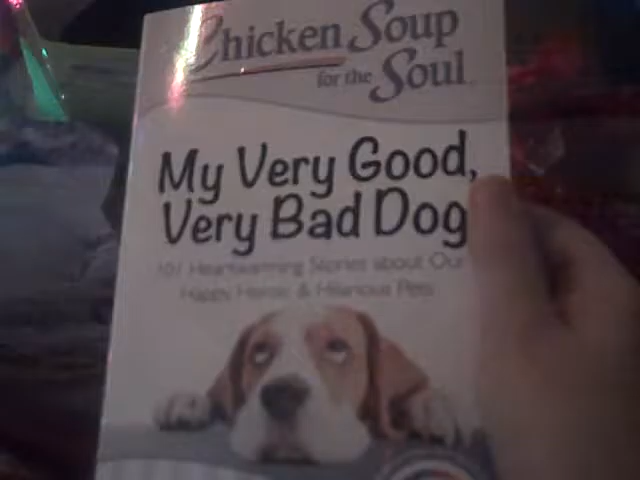 Chicken Soup
for the Soul
My Very Good,
Very Bad Dog
101 Heartwarming Stories about Our
Happy, Heroic & Hilarious Pets